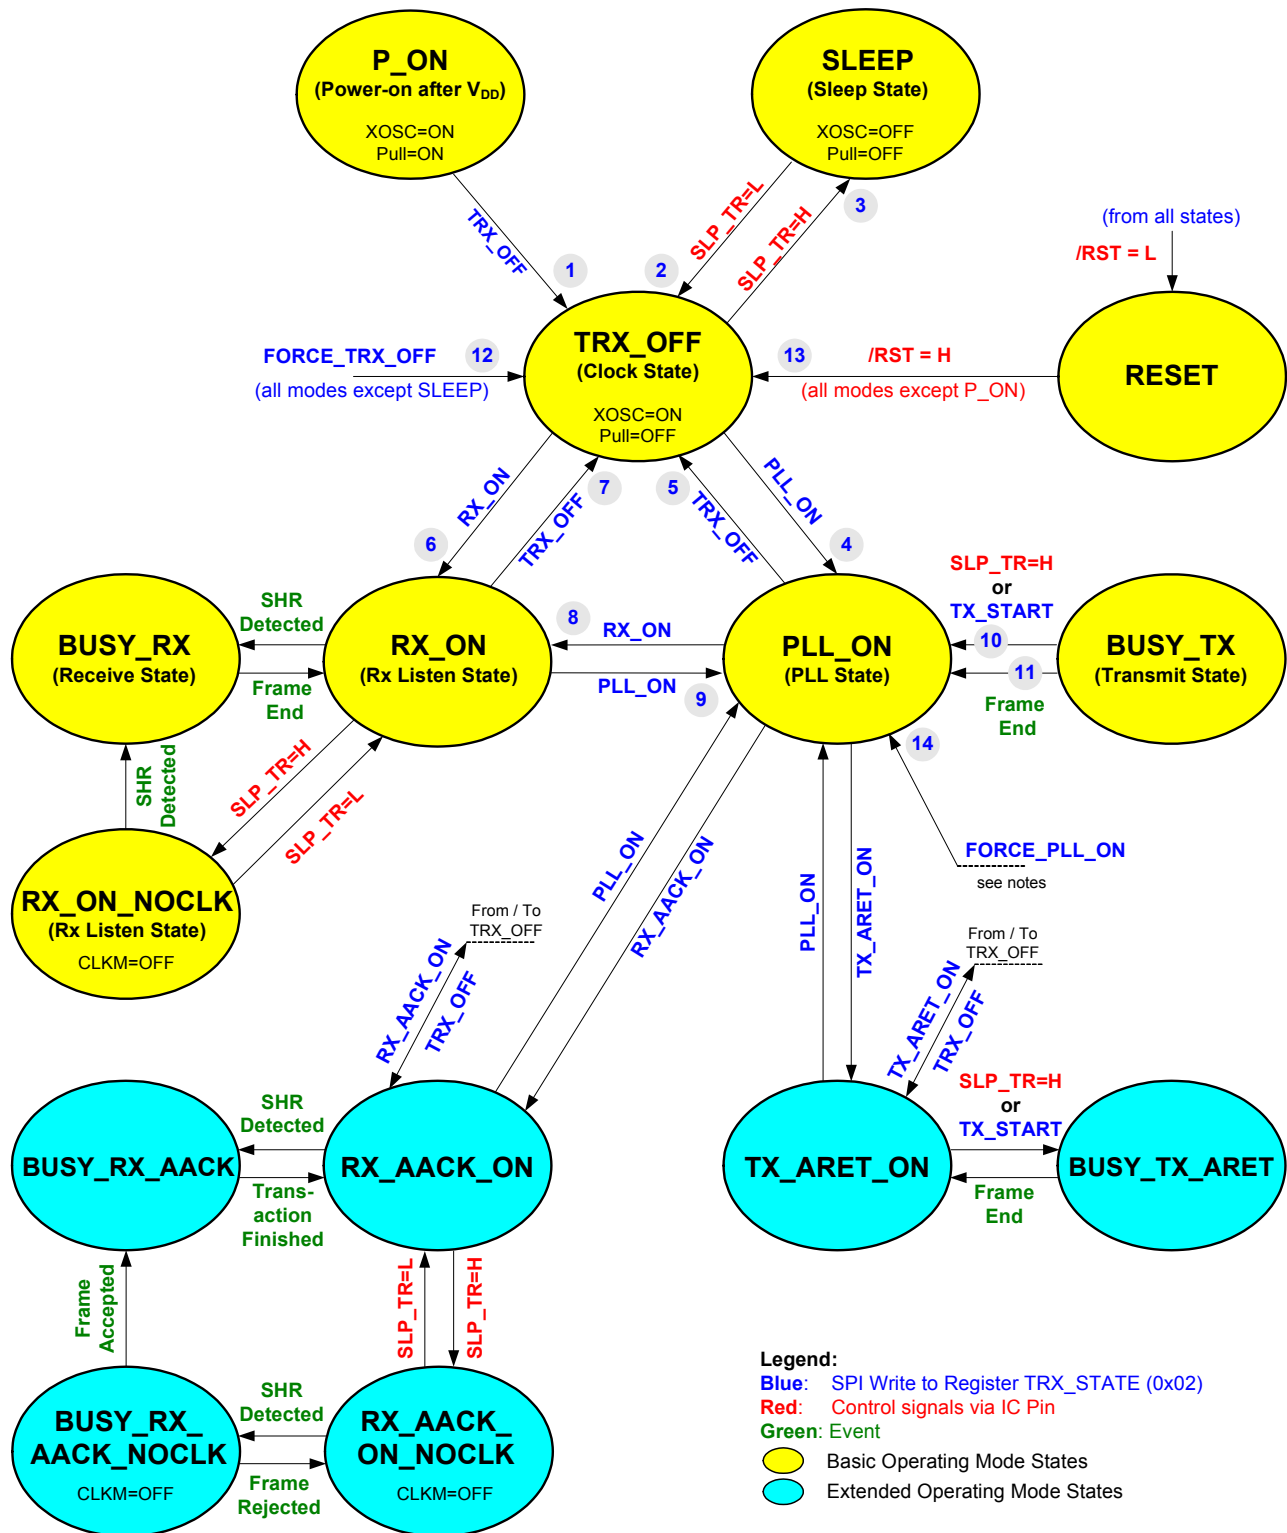 P_ON
(Power-on after VDD)
XOSC=ON
Pull=ON
SLEEP
(Sleep State)
XOSC=OFF
Pull=OFF
TRX_OFF
1
2
SLP_TR=L
SLP_TR=H
3
(from all states)
/RST = L
FORCE_TRX_OFF
12
(all modes except SLEEP)
TRX_OFF
(Clock State)
XOSC=ON
Pull=OFF
13
/RST = H
(all modes except P_ON)
RESET
RX_ON
6
7
TRX_OFF
5
TRX_OFF
PLL_ON
4
BUSY_RX
(Receive State)
SHR
Detected
Frame
End
RX_ON
(Rx Listen State)
8
RX_ON
PLL_ON
9
PLL_ON
(PLL State)
SLP_TR=H
or
TX_START
10
11
Frame
End
BUSY_TX
(Transmit State)
14
SHR
Detected
SLP_TR=H
SLP_TR=L
FORCE_PLL_ON
see notes
RX_ON_NOCLK
(Rx Listen State)
CLKM=OFF
PLL_ON
RX_AACK_ON
PLL_ON
TX_ARET_ON
From / To
TRX_OFF
RX_AACK_ON
TRX_OFF
From / To
TRX_OFF
TX_ARET_ON
TRX_OFF
BUSY_RX_AACK
SHR
Detected
Trans-
action
Finished
RX_AACK_ON
TX_ARET_ON
SLP_TR=H
or
TX_START
Frame
End
BUSY_TX_ARET
Frame
Accepted
SLP_TR=L
SLP_TR=H
BUSY_RX_
AACK_NOCLK
CLKM=OFF
SHR
Detected
Frame
Rejected
RX_AACK_
ON_NOCLK
CLKM=OFF
Legend:
Blue: SPI Write to Register TRX_STATE (0x02)
Red: Control signals via IC Pin
Green: Event
Basic Operating Mode States
Extended Operating Mode States